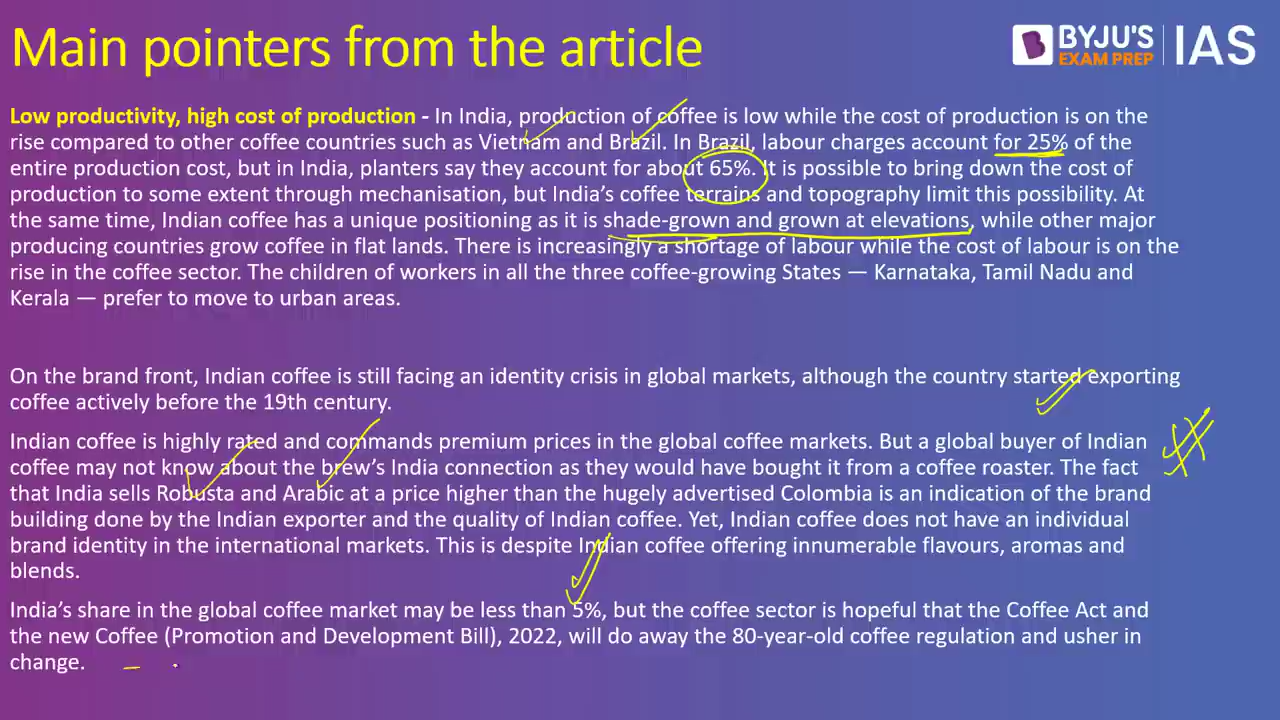 Main pointers from the article
BYJU'S
EXAM PREP
IAS
Low productivity, high cost of production - In India, production of coffee is low while the cost of production is on the
rise compared to other coffee countries such as Vietnam and Brazil. In Brazil, labour charges account for 25% of the
entire production cost, but in India, planters say they account for about 65%. It is possible to bring down the cost of
production to some extent through mechanisation, but India's coffee terrains and topography limit this possibility. At
the same time, Indian coffee has a unique positioning as it is shade-grown and grown at elevations, while other major
producing countries grow coffee in flat lands. There is increasingly a shortage of labour while the cost of labour is on the
rise in the coffee sector. The children of workers in all the three coffee-growing States — Karnataka, Tamil Nadu and
Kerala — prefer to move to urban areas.
On the brand front, Indian coffee is still facing an identity crisis in global markets, although the country started exporting
coffee actively before the 19th century.
Indian coffee is highly rated and commands premium prices in the global coffee markets. But a global buyer of Indian
coffee may not know about the brew's India connection as they would have bought it from a coffee roaster. The fact
that India sells Robusta and Arabic at a price higher than the hugely advertised Colombia is an indication of the brand
building done by the Indian exporter and the quality of Indian coffee. Yet, Indian coffee does not have an individual
brand identity in the international markets. This is despite Indian coffee offering innumerable flavours, aromas and
blends.
India's share in the global coffee market may be less than 5%, but the coffee sector is hopeful that the Coffee Act and
the new Coffee (Promotion and Development Bill), 2022, will do away the 80-year-old coffee regulation and usher in
change.